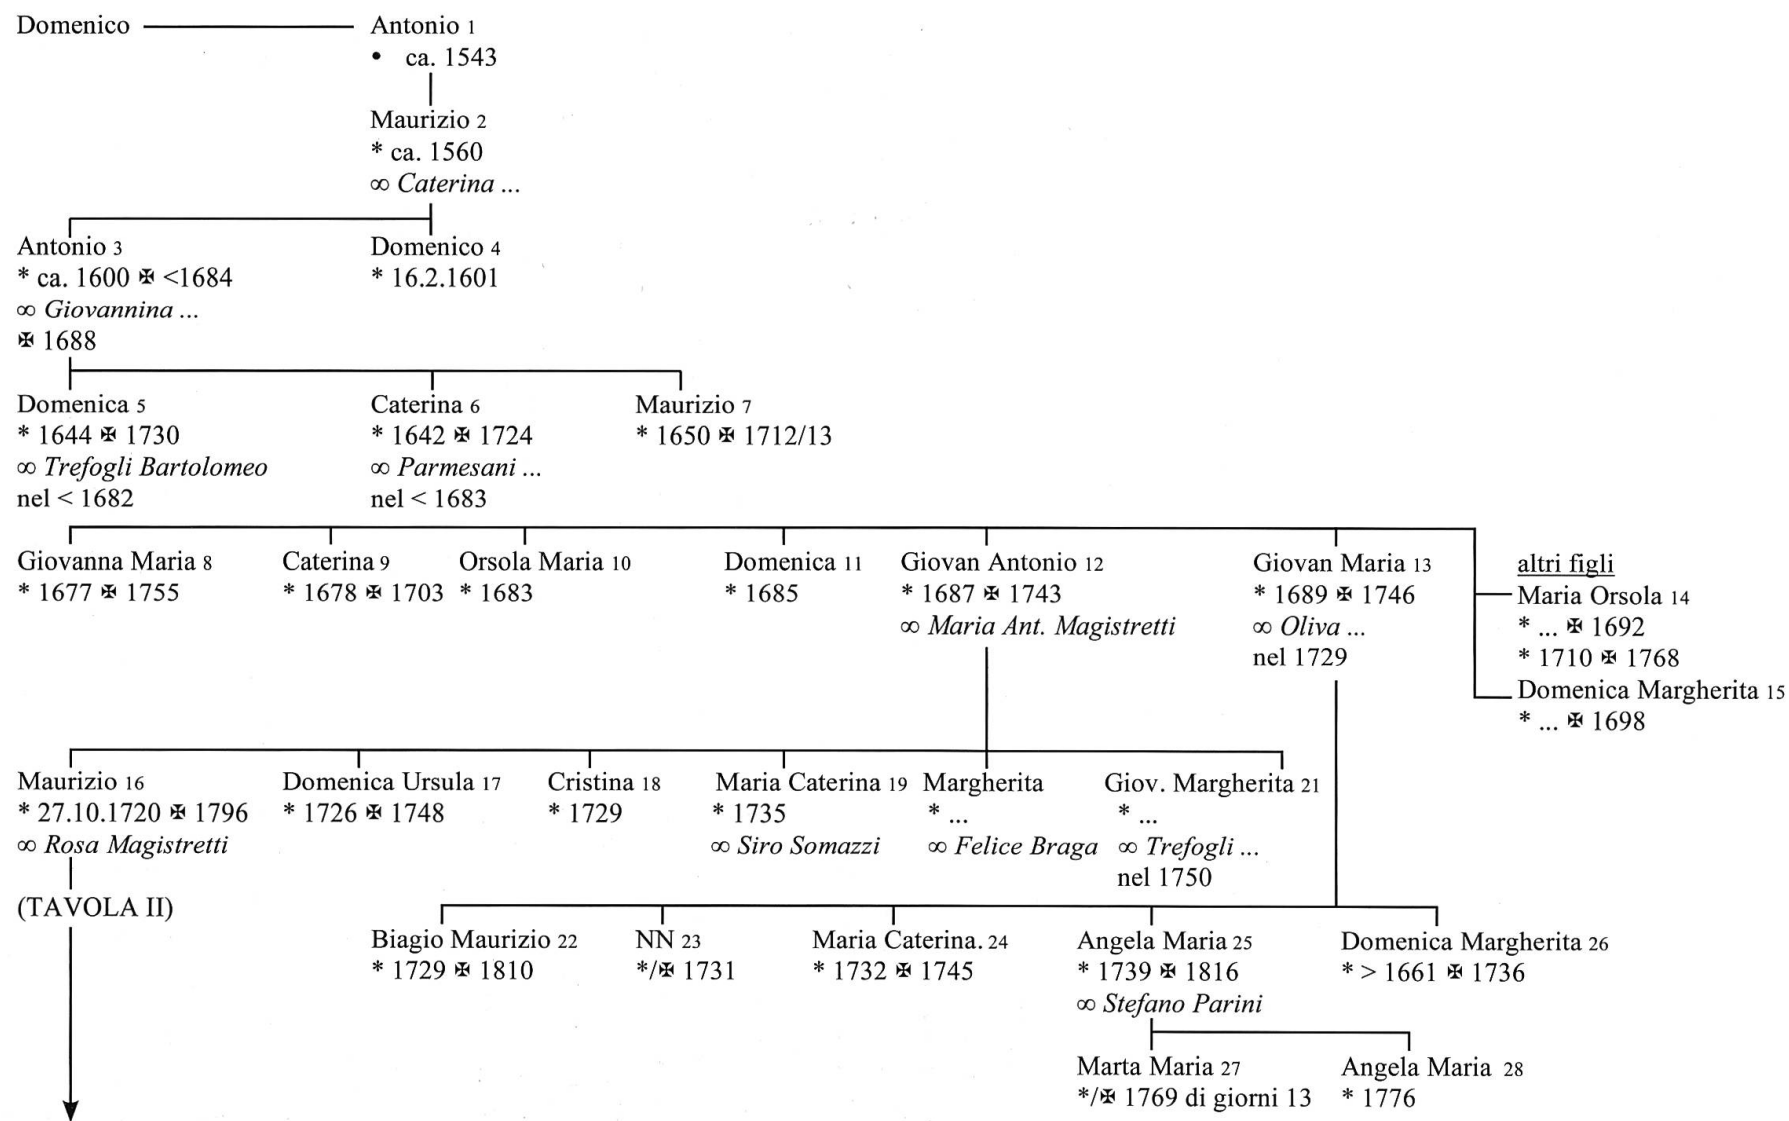 Domenico Antonio 1
• ca. 1543
Maurizio 2
* ca. 1560
∞ Caterina ...
Antonio 3
* ca. 1600 ✠ <1684
∞ Giovannina ...
✠ 1688
Domenico 4
* 16.2.1601
Domenica 5
* 1644 ✠ 1730
∞ Trefogli Bartolomeo
nel < 1682
Caterina 6
* 1642 ✠ 1724
∞ Parmesani ...
nel < 1683
Maurizio 7
* 1650 ✠ 1712/13
Giovanna Maria 8
* 1677 ✠ 1755
Caterina 9
* 1678 ✠ 1703
Orsola Maria 10
* 1683
Domenica 11
* 1685
Giovan Antonio 12
* 1687 ✠ 1743
∞ Maria Ant. Magistretti
Giovan Maria 13
* 1689 ✠ 1746
∞ Oliva ...
nel 1729
altri figli
Maria Orsola 14
* ... ✠ 1692
* 1710 ✠ 1768
Domenica Margherita 15
* ... ✠ 1698
Maurizio 16
* 27.10.1720 ✠ 1796
∞ Rosa Magistretti
(TAVOLA II)
Domenica Ursula 17
* 1726 ✠ 1748
Cristina 18
* 1729
Maria Caterina 19
* 1735
∞ Siro Somazzi
Margherita
* ...
∞ Felice Braga
Giov. Margherita 21
* ...
∞ Trefogli ...
nel 1750
Biagio Maurizio 22
* 1729 ✠ 1810
NN 23
*/✠ 1731
Maria Caterina. 24
* 1732 ✠ 1745
Angela Maria 25
* 1739 ✠ 1816
∞ Stefano Parini
Domenica Margherita 26
* > 1661 ✠ 1736
Marta Maria 27
*/✠ 1769 di giorni 13
Angela Maria 28
* 1776